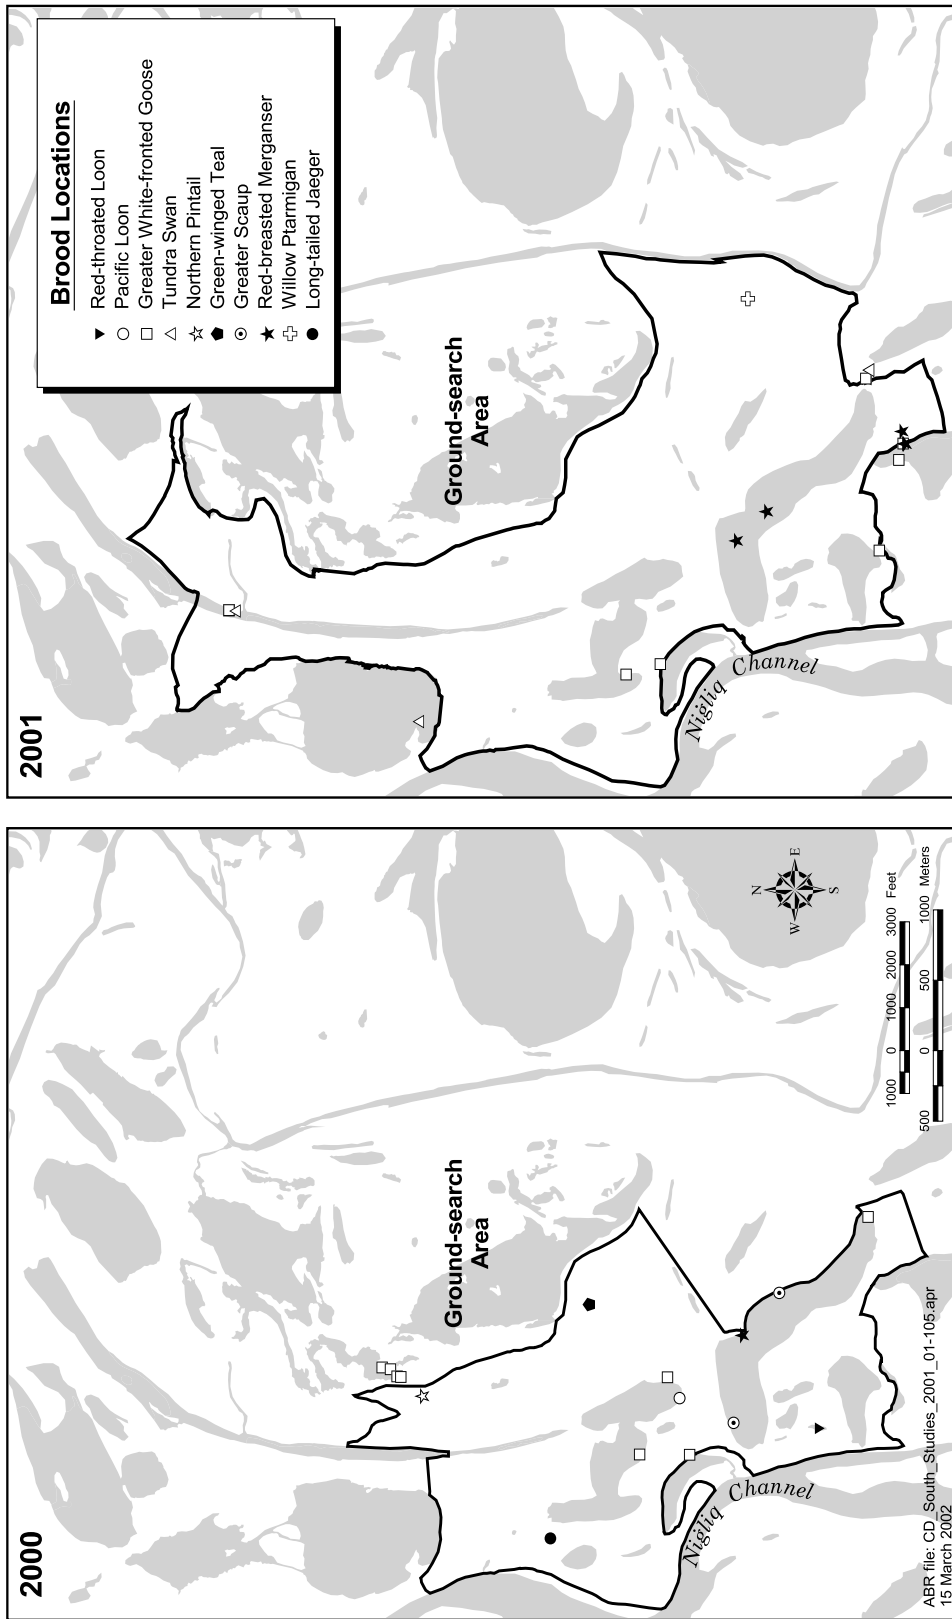 2001
Brood Locations
Red-throated Loon
Pacific Loon
Greater White-fronted Goose
Tundra Swan
Northern Pintail
Green-winged Teal
Greater Scaup
Red-breasted Merganser
Willow Ptarmigan
Long-tailed Jaeger
Ground-search
Area
Nigliq Channel
2000
Ground-search
Area
Nigliq Channel
N
W E
S
1000 0 1000 2000 3000 Feet
500 0 500 1000 Meters
ABR file: CD_South_Studies_2001_01-105.apr
15 March 2002